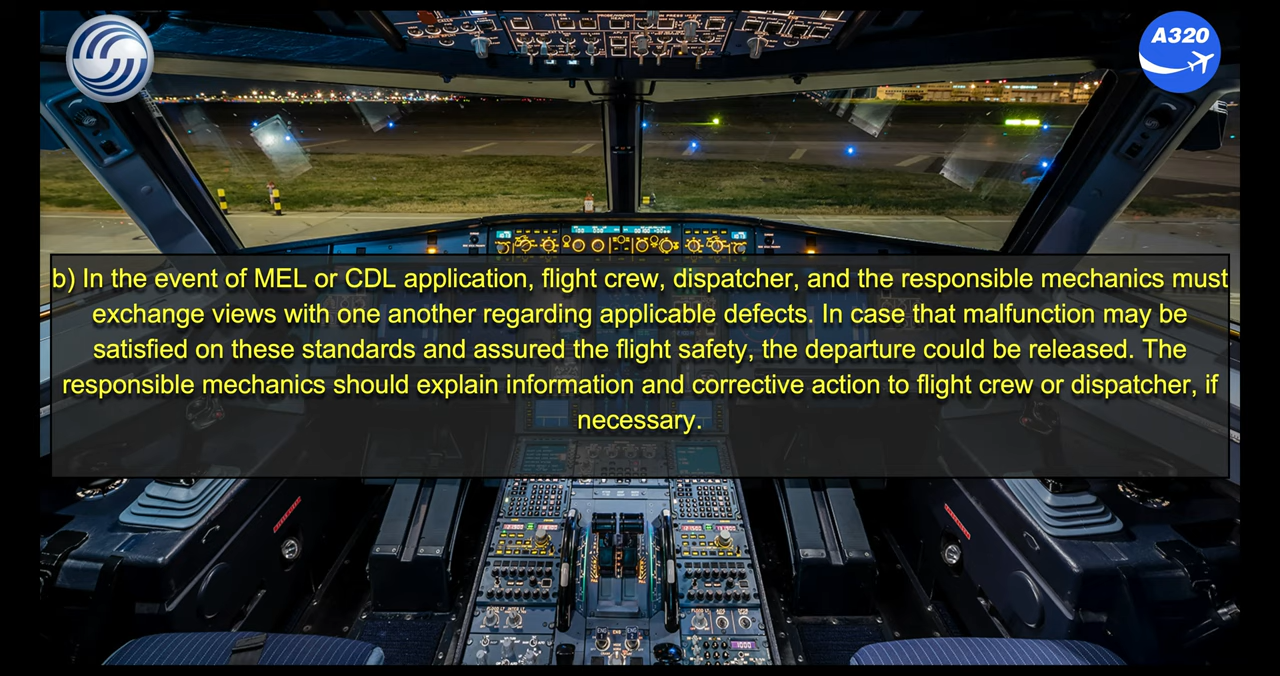 A320
b) In the event of MEL or CDL application, flight crew, dispatcher, and the responsible mechanics must
exchange views with one another regarding applicable defects. In case that malfunction may be
satisfied on these standards and assured the flight safety, the departure could be released. The
responsible mechanics should explain information and corrective action to flight crew or dispatcher, if
necessary.